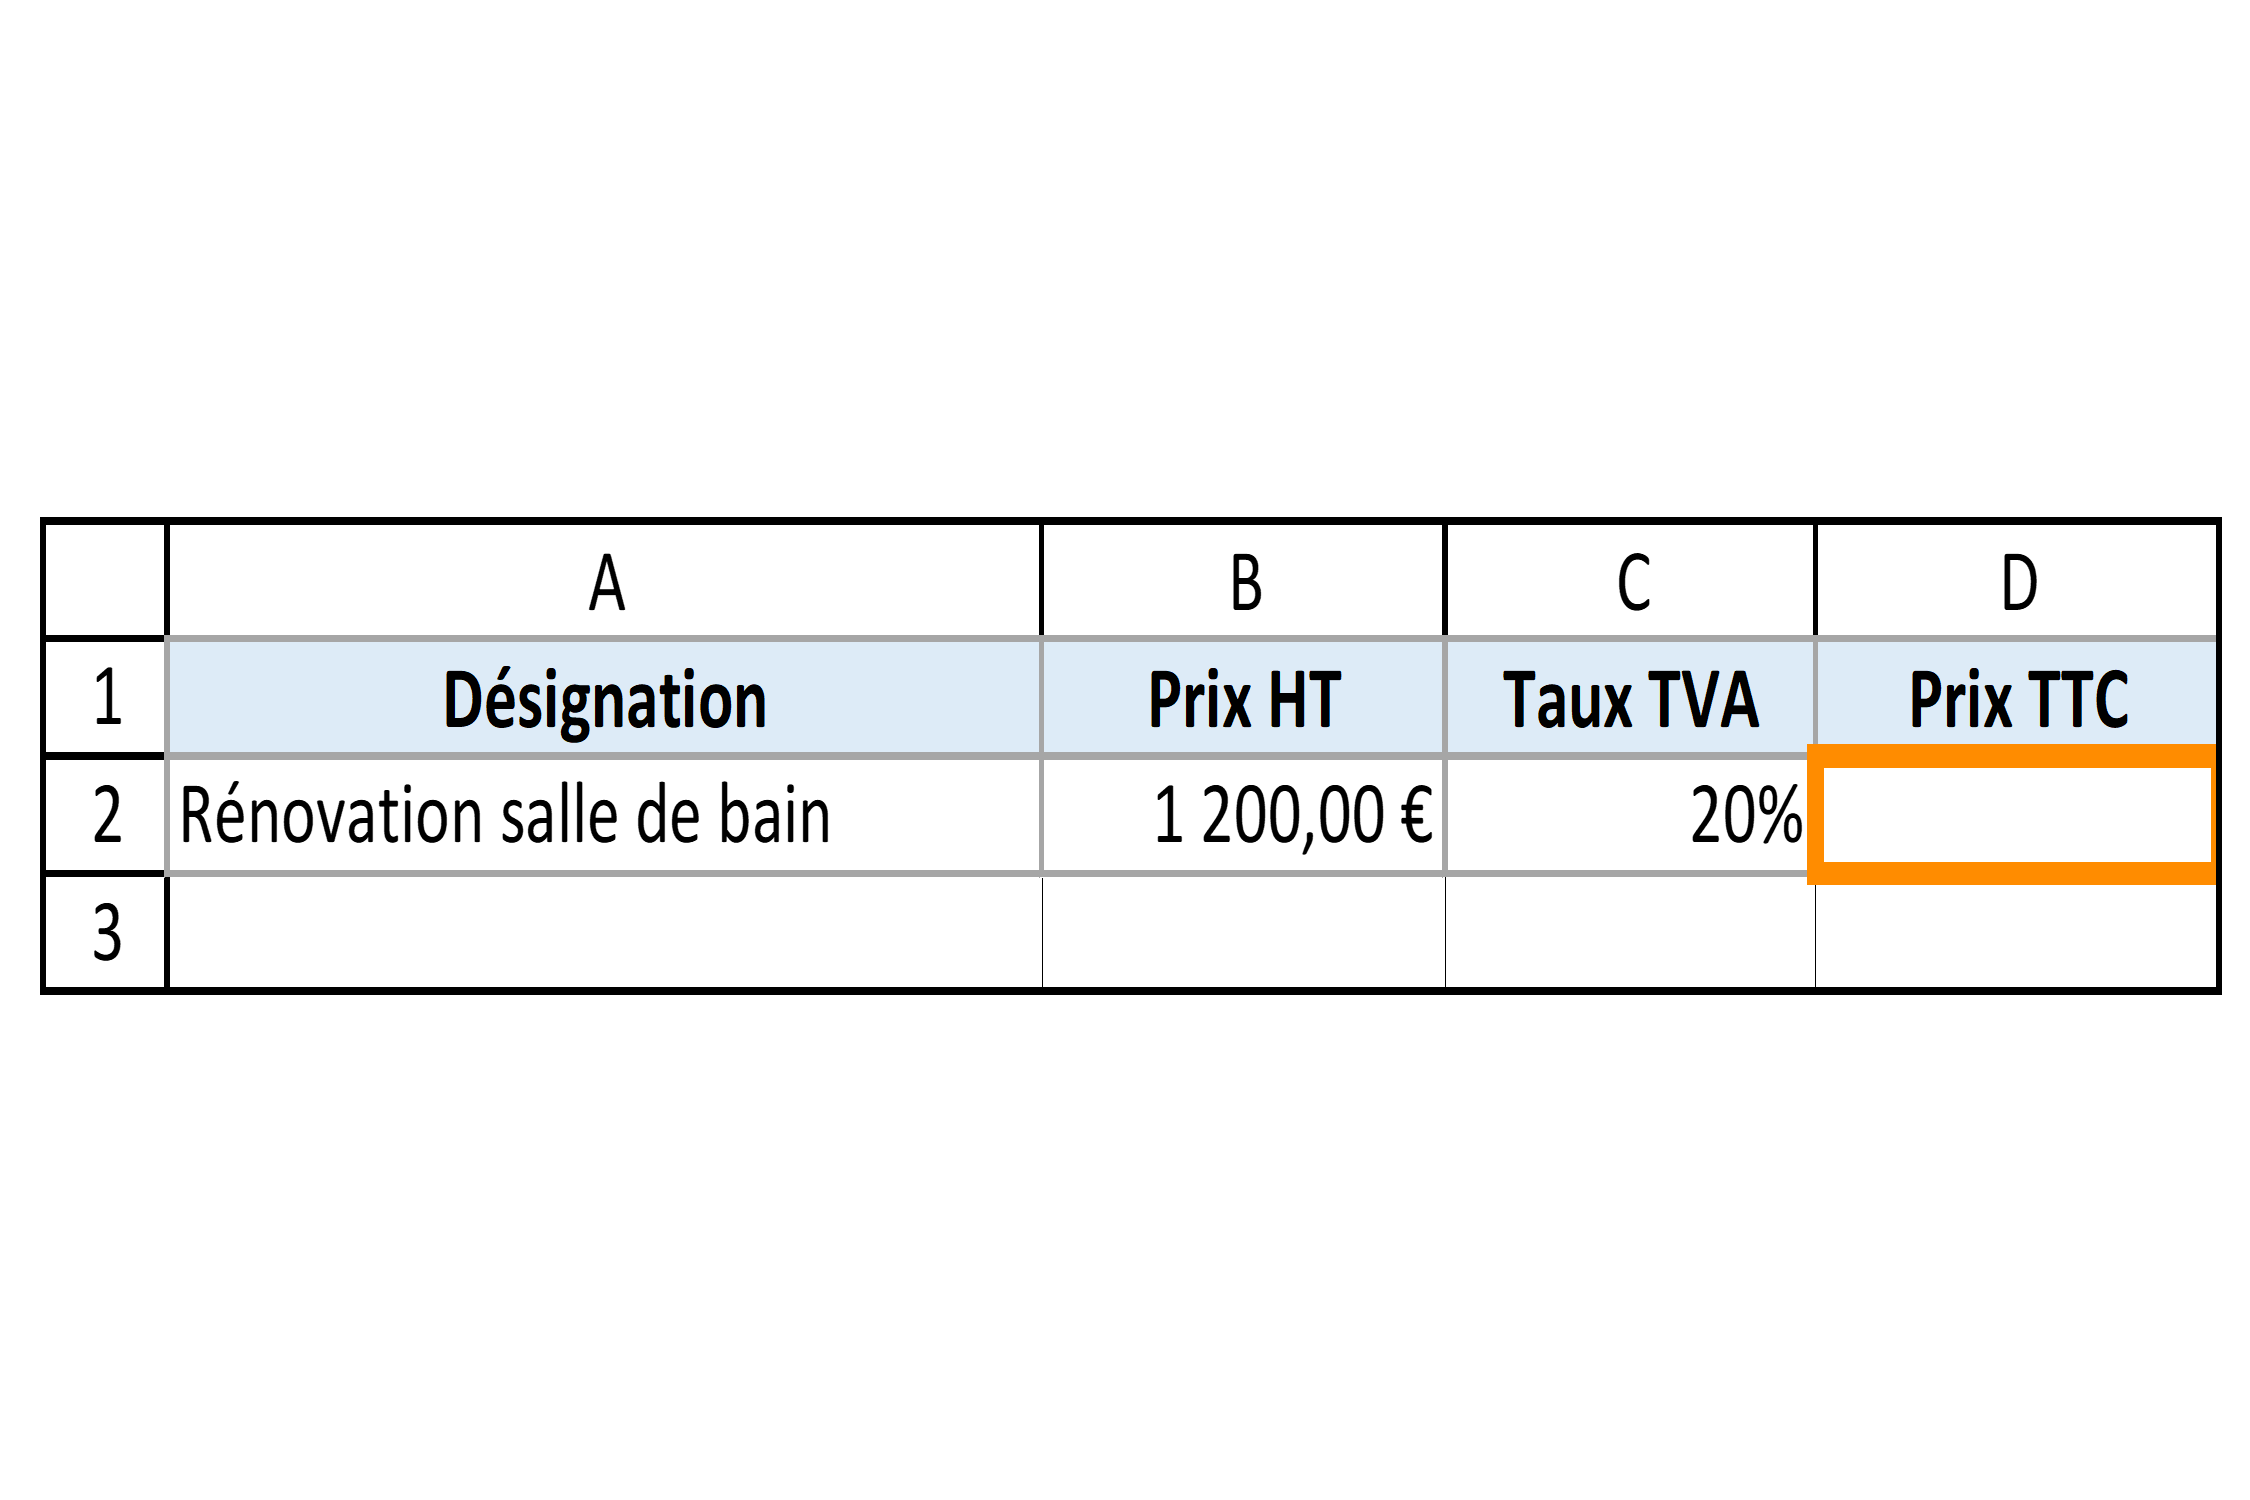 A B C D
1 Désignation Prix HT Taux TVA Prix TTC
2 Rénovation salle de bain 1 200,00 € 20%
3